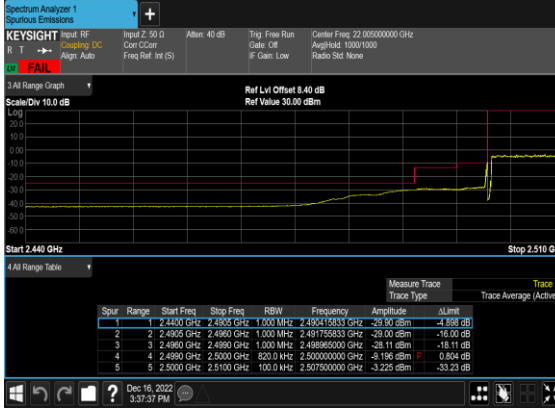 Spectrum Analyzer 1
Spurious Emissions
+
KEYSIGHT Input: RF Input Z: 50 Ω Atten: 40 dB Trig: Free Run Center Freq: 22.005000000 GHz
R T Coupling: DC Corr CCorr Gate: Off Avg|Hold: 1000/1000
Align: Auto Freq Ref: Int (S) IF Gain: Low Radio Std: None
FAIL
3 All Range Graph
Ref Lvl Offset 8.40 dB
Scale/Div 10.0 dB Ref Value 30.00 dBm
Log
20.0
10.0
0.00
-10.0
-20.0
-30.0
-40.0
-50.0
-60.0
Start 2.440 GHz Stop 2.510 G
4 All Range Table
Measure Trace Trace
Trace Type Trace Average (Active
Spur Range Start Freq Stop Freq RBW Frequency Amplitude ΔLimit
1 1 2.4400 GHz 2.4905 GHz 1.000 MHz 2.490415833 GHz -29.90 dBm -4.898 dB
2 2 2.4905 GHz 2.4960 GHz 1.000 MHz 2.491755833 GHz -29.00 dBm -16.00 dB
3 3 2.4960 GHz 2.4990 GHz 1.000 MHz 2.498965000 GHz -28.11 dBm -18.11 dB
4 4 2.4990 GHz 2.5000 GHz 820.0 kHz 2.500000000 GHz -9.196 dBm F 0.804 dB
5 5 2.5000 GHz 2.5100 GHz 100.0 kHz 2.507500000 GHz -3.225 dBm -33.23 dB
? Dec 16, 2022
3:37:37 PM